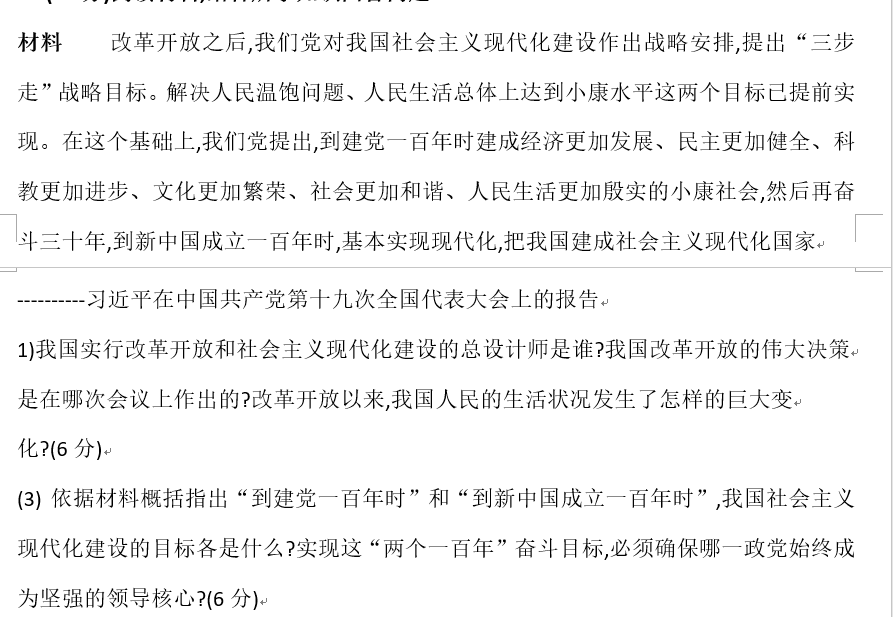 材料 改革开放之后,我们党对我国社会主义现代化建设作出战略安排,提出“三步
走”战略目标。解决人民温饱问题、人民生活总体上达到小康水平这两个目标已提前实
现。在这个基础上,我们党提出,到建党一百年时建成经济更加发展、民主更加健全、科
教更加进步、文化更加繁荣、社会更加和谐、人民生活更加殷实的小康社会,然后再奋
斗三十年,到新中国成立一百年时,基本实现现代化,把我国建成社会主义现代化国家
----------习近平在中国共产党第十九次全国代表大会上的报告
1)我国实行改革开放和社会主义现代化建设的总设计师是谁?我国改革开放的伟大决策
是在哪次会议上作出的?改革开放以来,我国人民的生活状况发生了怎样的巨大变
化?(6 分)
(3) 依据材料概括指出“到建党一百年时”和“到新中国成立一百年时”,我国社会主义
现代化建设的目标各是什么?实现这“两个一百年”奋斗目标,必须确保哪一政党始终成
为坚强的领导核心?(6 分)